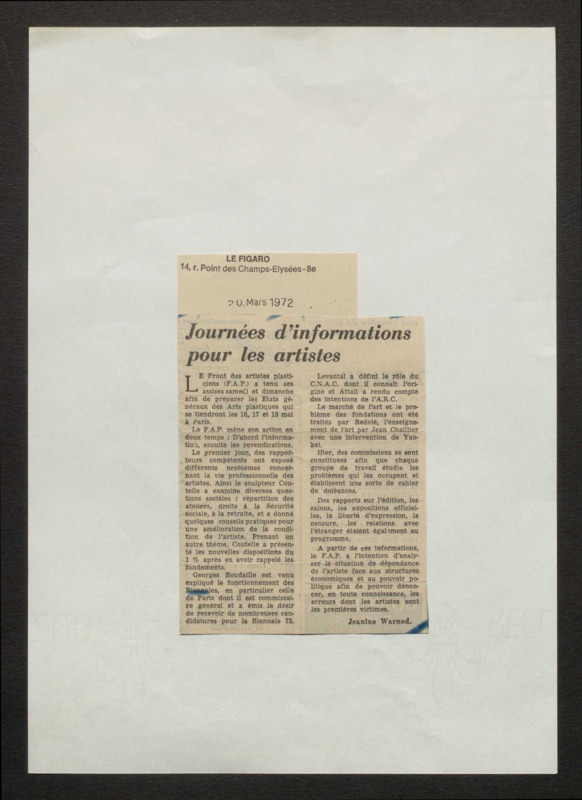 LE FIGARO
14, r. Point des Champs-Elysées-8e
20. Mars 1972
Journées d'informations
pour les artistes
LE Front des artistes plasti-
ciens (F.A.P.) a tenu ses
assises samedi et dimanche
afin de préparer les Etats gé-
néraux des Arts plastiques qui
se tiendront les 16, 17 et 18 mai
à Paris.
Le F.A.P. mène son action en
deux temps : D'abord l'informa-
tion, ensuite les revendications.
Le premier jour, des rappor-
teurs compétents ont exposé
différents problèmes concer-
nant la vie professionnelle des
artistes. Ainsi le sculpteur Cou-
telle a examiné diverses ques-
tions sociales : répartition des
ateliers, droits à la Sécurité
sociale, à la retraite, et a donné
quelques conseils pratiques pour
une amélioration de la condi-
tion de l'artiste. Prenant un
autre thème, Coutelle a présen-
té les nouvelles dispositions du
1 % après en avoir rappelé les
fondements.
Georges Boudaille est venu
expliqué le fonctionnement des
Biennales, en particulier celle
de Paris dont il est commissai-
re général et a émis le désir
de recevoir de nombreuses can-
didatures pour la Biennale 73.
Levantal a défini le rôle du
C.N.A.C. dont il connaît l'ori-
gine et Attali a rendu compte
des intentions de l'A.R.C.
Le marché de l'art et le pro-
blème des fondations ont été
traités par Bedelé, l'enseigne-
ment de l'art par Jean Chatilier
avec une intervention de Yan-
kel.
Hier, des commissions se sont
constituées afin que chaque
groupe de travail étudie les
problèmes qui les occupent et
établissent une sorte de cahier
de doléances.
Des rapports sur l'édition, les
salons, les expositions officiel-
les, la liberté d'expression, la
censure, les relations avec
l'étranger étaient également au
programme.
A partir de ces informations,
le F.A.P. a l'intention d'analy-
ser la situation de dépendance
de l'artiste face aux structures
économiques et au pouvoir po-
litique afin de pouvoir dénon-
cer, en toute connaissance, les
erreurs dont les artistes sont
les premières victimes.
Jeanine Warnod.